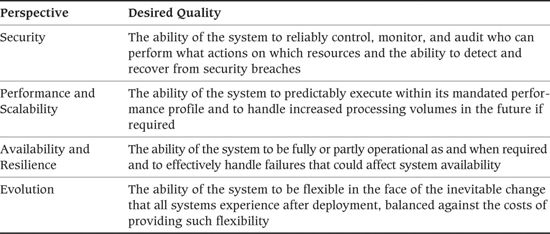 Perspective Desired Quality
Security The ability of the system to reliably control, monitor, and audit who can
perform what actions on which resources and the ability to detect and
recover from security breaches
Performance and The ability of the system to predictably execute within its mandated perfor-
Scalability mance profile and to handle increased processing volumes in the future if
required
Availability and The ability of the system to be fully or partly operational as and when required
Resilience and to effectively handle failures that could affect system availability
Evolution The ability of the system to be flexible in the face of the inevitable change
that all systems experience after deployment, balanced against the costs of
providing such flexibility